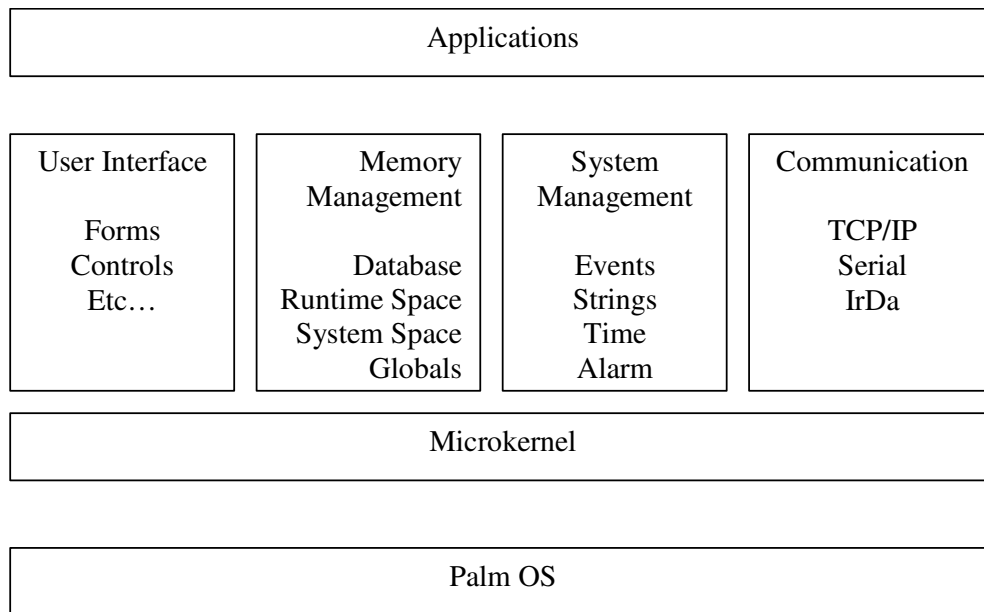 Applications
User Interface
Forms
Controls
Etc…
Memory
Management
Database
Runtime Space
System Space
Globals
System
Management
Events
Strings
Time
Alarm
Communication
TCP/IP
Serial
IrDa
Microkernel
Palm OS